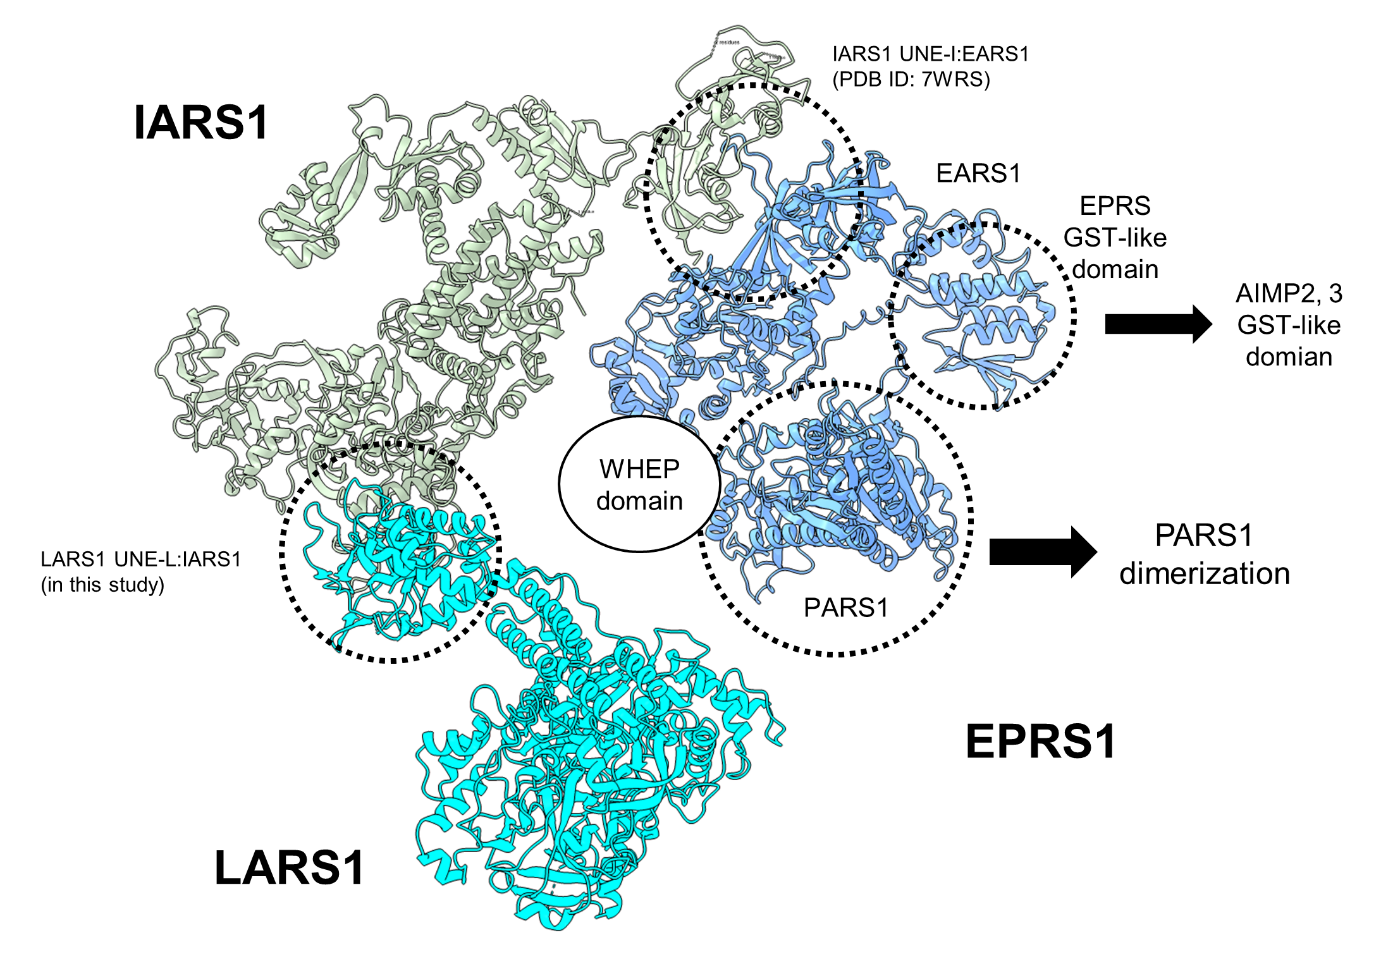 IARS1 UNE-I:EARS1
(PDB ID: 7WRS)
IARS1
EARS1
EPRS
GST-like
domain
AIMP2, 3
GST-like
domian
WHEP
domain
LARS1 UNE-L:IARS1
(in this study)
PARS1
dimerization
PARS1
EPRS1
LARS1